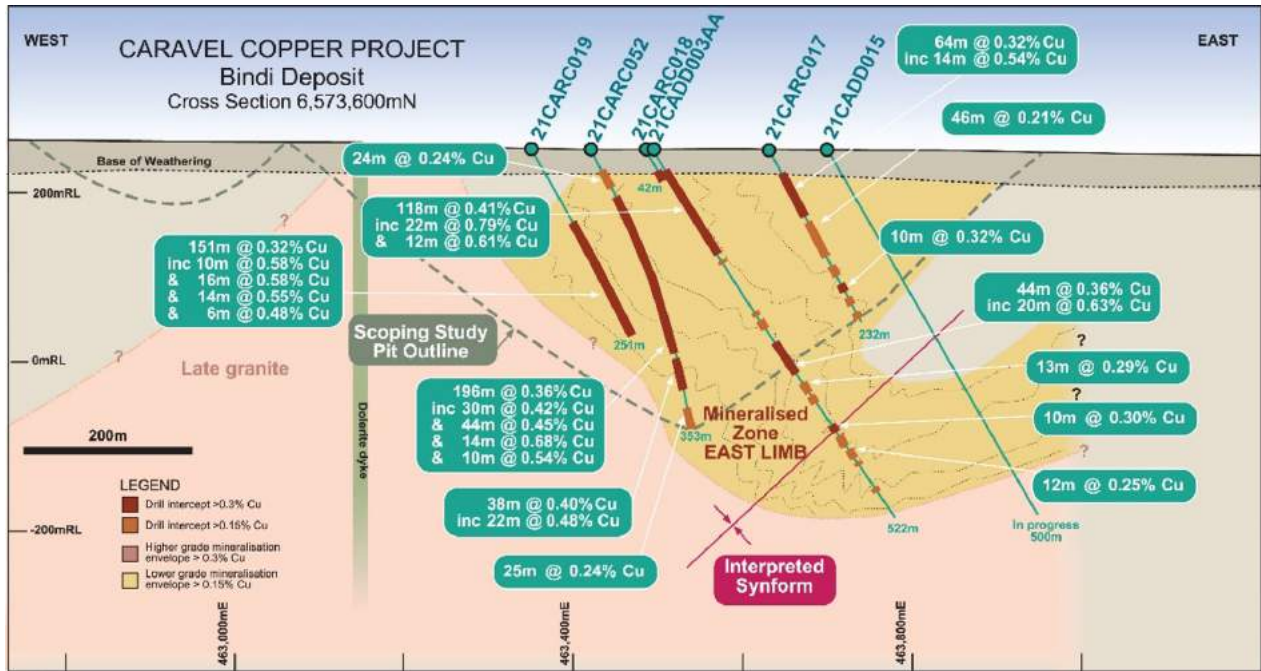 WEST
CARAVEL COPPER PROJECT
Bindi Deposit
Cross Section 6,573,600mN
EAST
21CARC019
21CARC052
21CARC018
21CADD003AA
21CARC017
21CADD015
64m @ 0.32% Cu
inc 14m @ 0.54% Cu
46m @ 0.21% Cu
Base of Weathering
24m @ 0.24% Cu
42m
200mRL
118m @ 0.41% Cu
inc 22m @ 0.79% Cu
& 12m @ 0.61% Cu
?
10m @ 0.32% Cu
151m @ 0.32% Cu
inc 10m @ 0.58% Cu
& 16m @ 0.58% Cu
& 14m @ 0.55% Cu
& 6m @ 0.48% Cu
?
44m @ 0.36% Cu
inc 20m @ 0.63% Cu
Scoping Study
Pit Outline
251m
?
232m
?
0mRL
?
Late granite
13m @ 0.29% Cu
?
196m @ 0.36% Cu
inc 30m @ 0.42% Cu
& 44m @ 0.45% Cu
& 14m @ 0.68% Cu
& 10m @ 0.54% Cu
Mineralised
Zone
EAST LIMB
10m @ 0.30% Cu
200m
Dolerite dyke
353m
?
12m @ 0.25% Cu
LEGEND
Drill intercept >0.3% Cu
Drill intercept >0.15% Cu
Higher grade mineralisation
envelope > 0.3% Cu
Lower grade mineralisation
envelope > 0.15% Cu
38m @ 0.40% Cu
inc 22m @ 0.48% Cu
-200mRL
522m
In progress
500m
25m @ 0.24% Cu
Interpreted
Synform
463,000mE
463,400mE
463,800mE